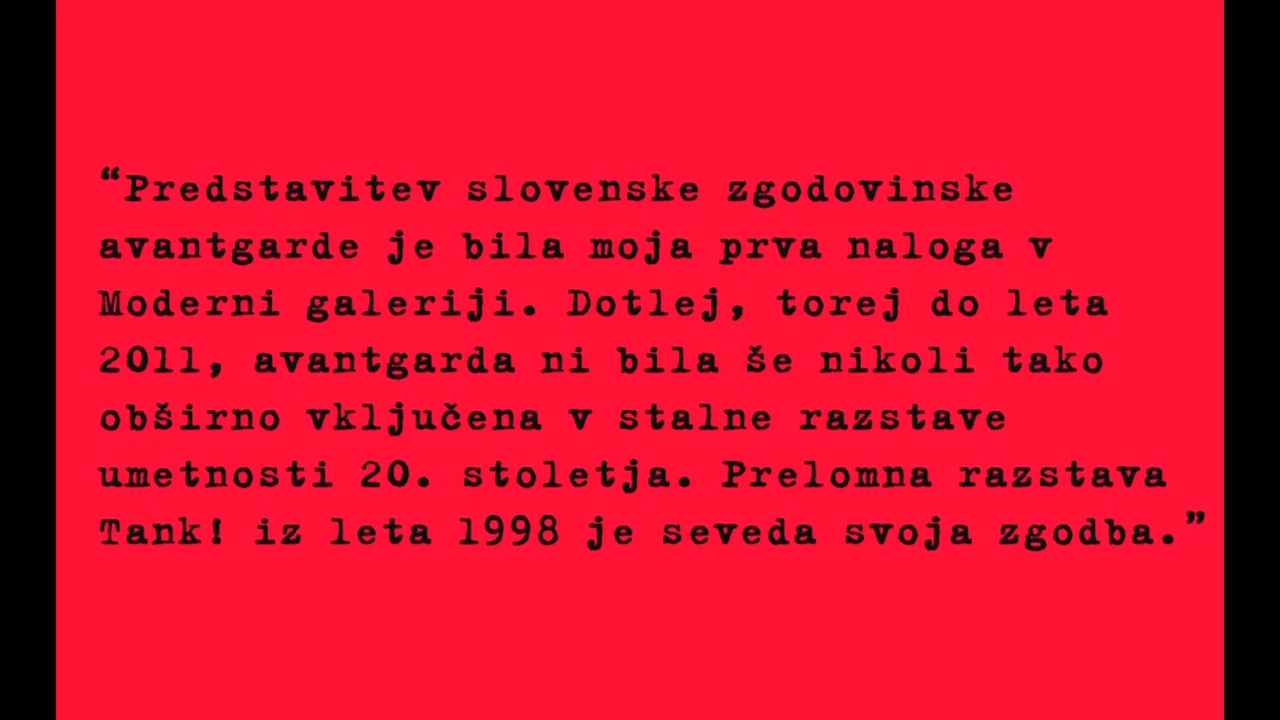 “Predstavitev slovenske zgodovinske
avantgarde je bila moja prva naloga v
Moderni galeriji. Dotlej, torej do leta
2011, avantgarda ni bila še nikoli tako
obširno vključena v stalne razstave
umetnosti 20. stoletja. Prelomna razstava
Tank! iz leta 1998 je seveda svoja zgodba.”